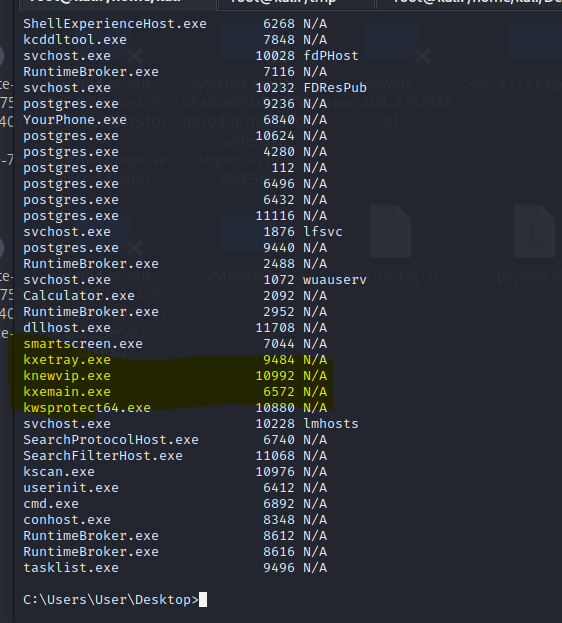 ShellExperienceHost.exe 6268 N/A
kcddltool.exe 7848 N/A
svchost.exe 10028 fdPHost
RuntimeBroker.exe 7116 N/A
svchost.exe 10232 FDResPub
postgres.exe 9236 N/A
YourPhone.exe 6840 N/A
postgres.exe 10624 N/A
postgres.exe 4280 N/A
postgres.exe 112 N/A
postgres.exe 6496 N/A
postgres.exe 6432 N/A
postgres.exe 11116 N/A
svchost.exe 1876 lfsvc
postgres.exe 9440 N/A
RuntimeBroker.exe 2488 N/A
svchost.exe 1072 wuauserv
Calculator.exe 2092 N/A
RuntimeBroker.exe 2952 N/A
dllhost.exe 11708 N/A
smartscreen.exe 7044 N/A
kxetray.exe 9484 N/A
knewvip.exe 10992 N/A
kxemain.exe 6572 N/A
kwsprotect64.exe 10880 N/A
svchost.exe 10228 lmhosts
SearchProtocolHost.exe 6740 N/A
SearchFilterHost.exe 11068 N/A
kscan.exe 10976 N/A
userinit.exe 6412 N/A
cmd.exe 6892 N/A
conhost.exe 8348 N/A
RuntimeBroker.exe 8612 N/A
RuntimeBroker.exe 8616 N/A
tasklist.exe 9496 N/A
C:\Users\User\Desktop>